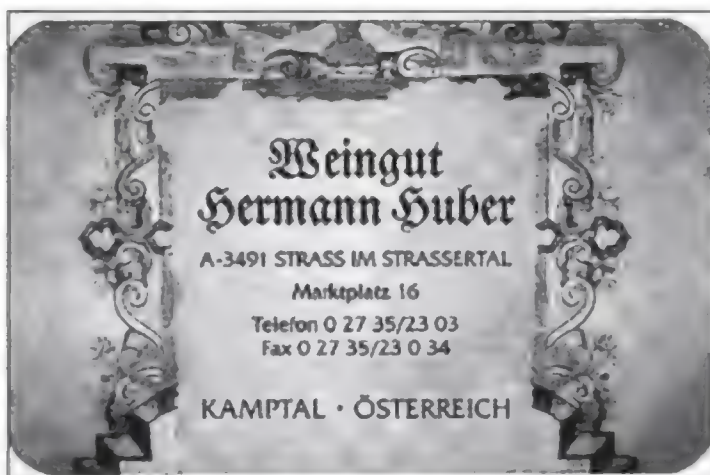 Weingut
Hermann Huber
A-3491 STRASS IM STRASSERTAL
Marktplatz 16
Telefon 0 27 35/23 03
Fax 0 27 35/23 0 34
KAMPTAL · ÖSTERREICH